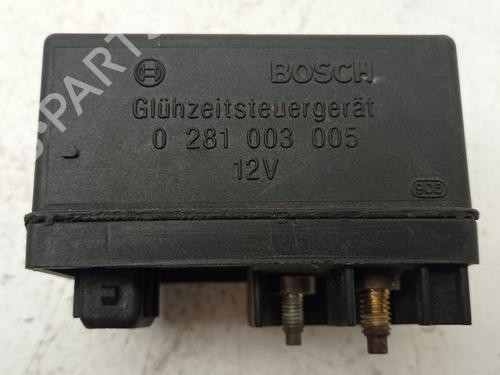 BOSCH
Glühzeitsteuergerät
0 281 003 005
12V
905